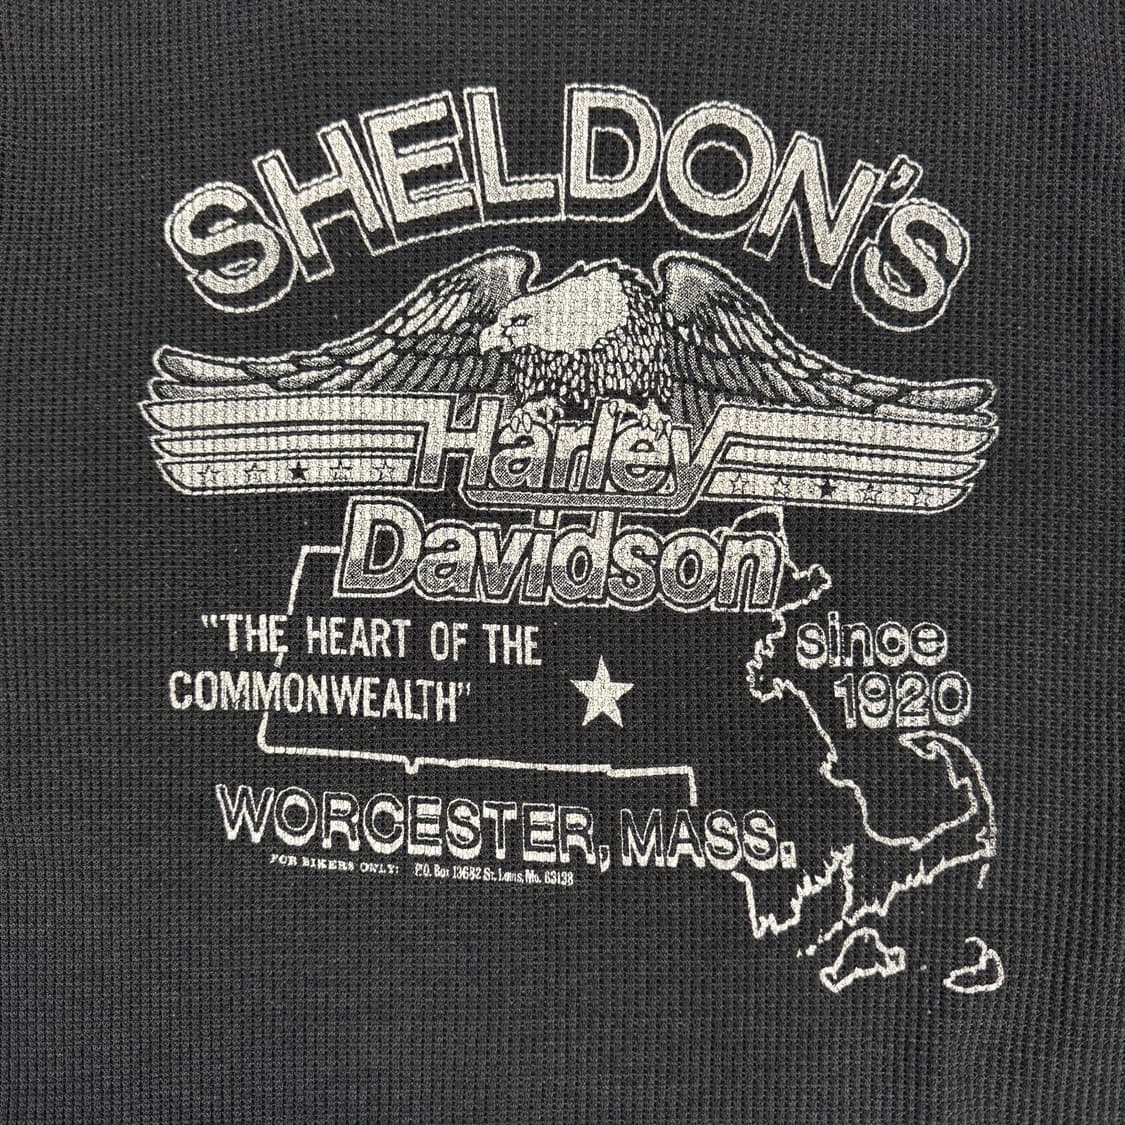 SHELDON'S
Harley
Davidson
"THE HEART OF THE
COMMONWEALTH"
since
1920
WORCESTER, MASS.
FOR BIKERS ONLY: P.O. Box 13682 St. Louis, Mo. 63138